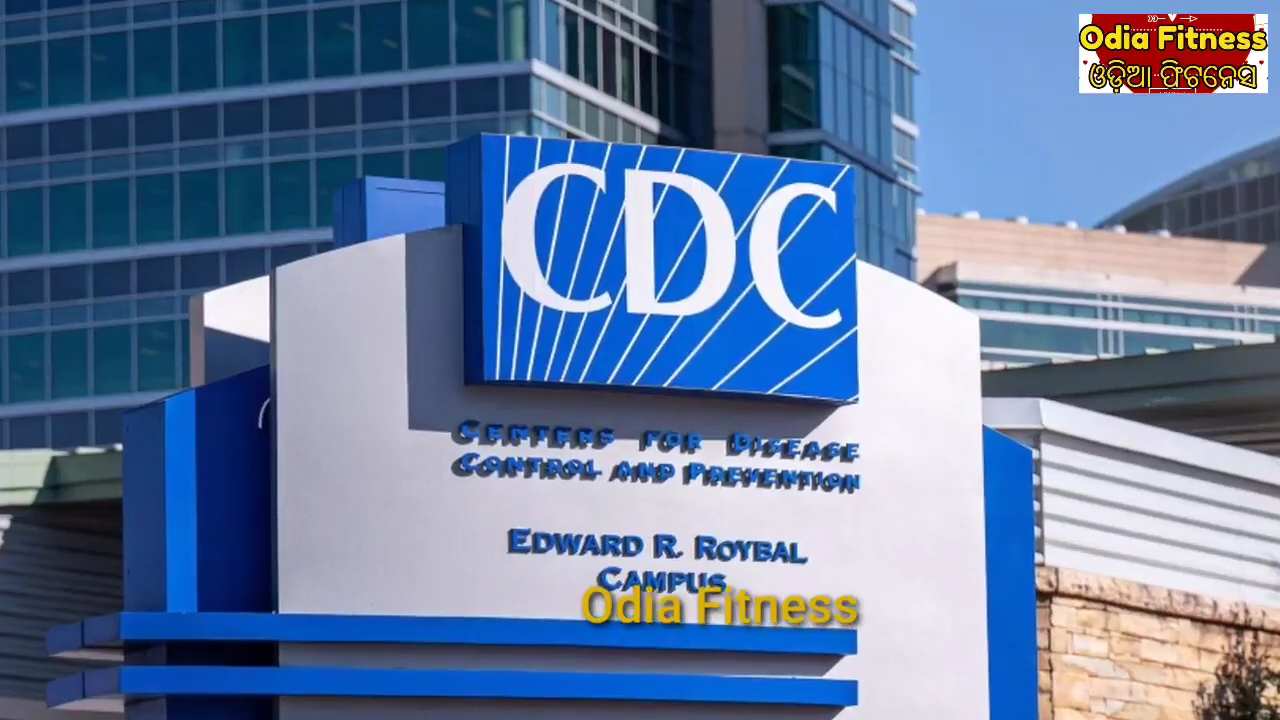 Odia Fitness
ଓଡ଼ିଆ ଫିଟନେସ
CDC
CENTERS FOR DISEASE
CONTROL AND PREVENTION
EDWARD R. ROYBAL
CAMPUS
Odia Fitness